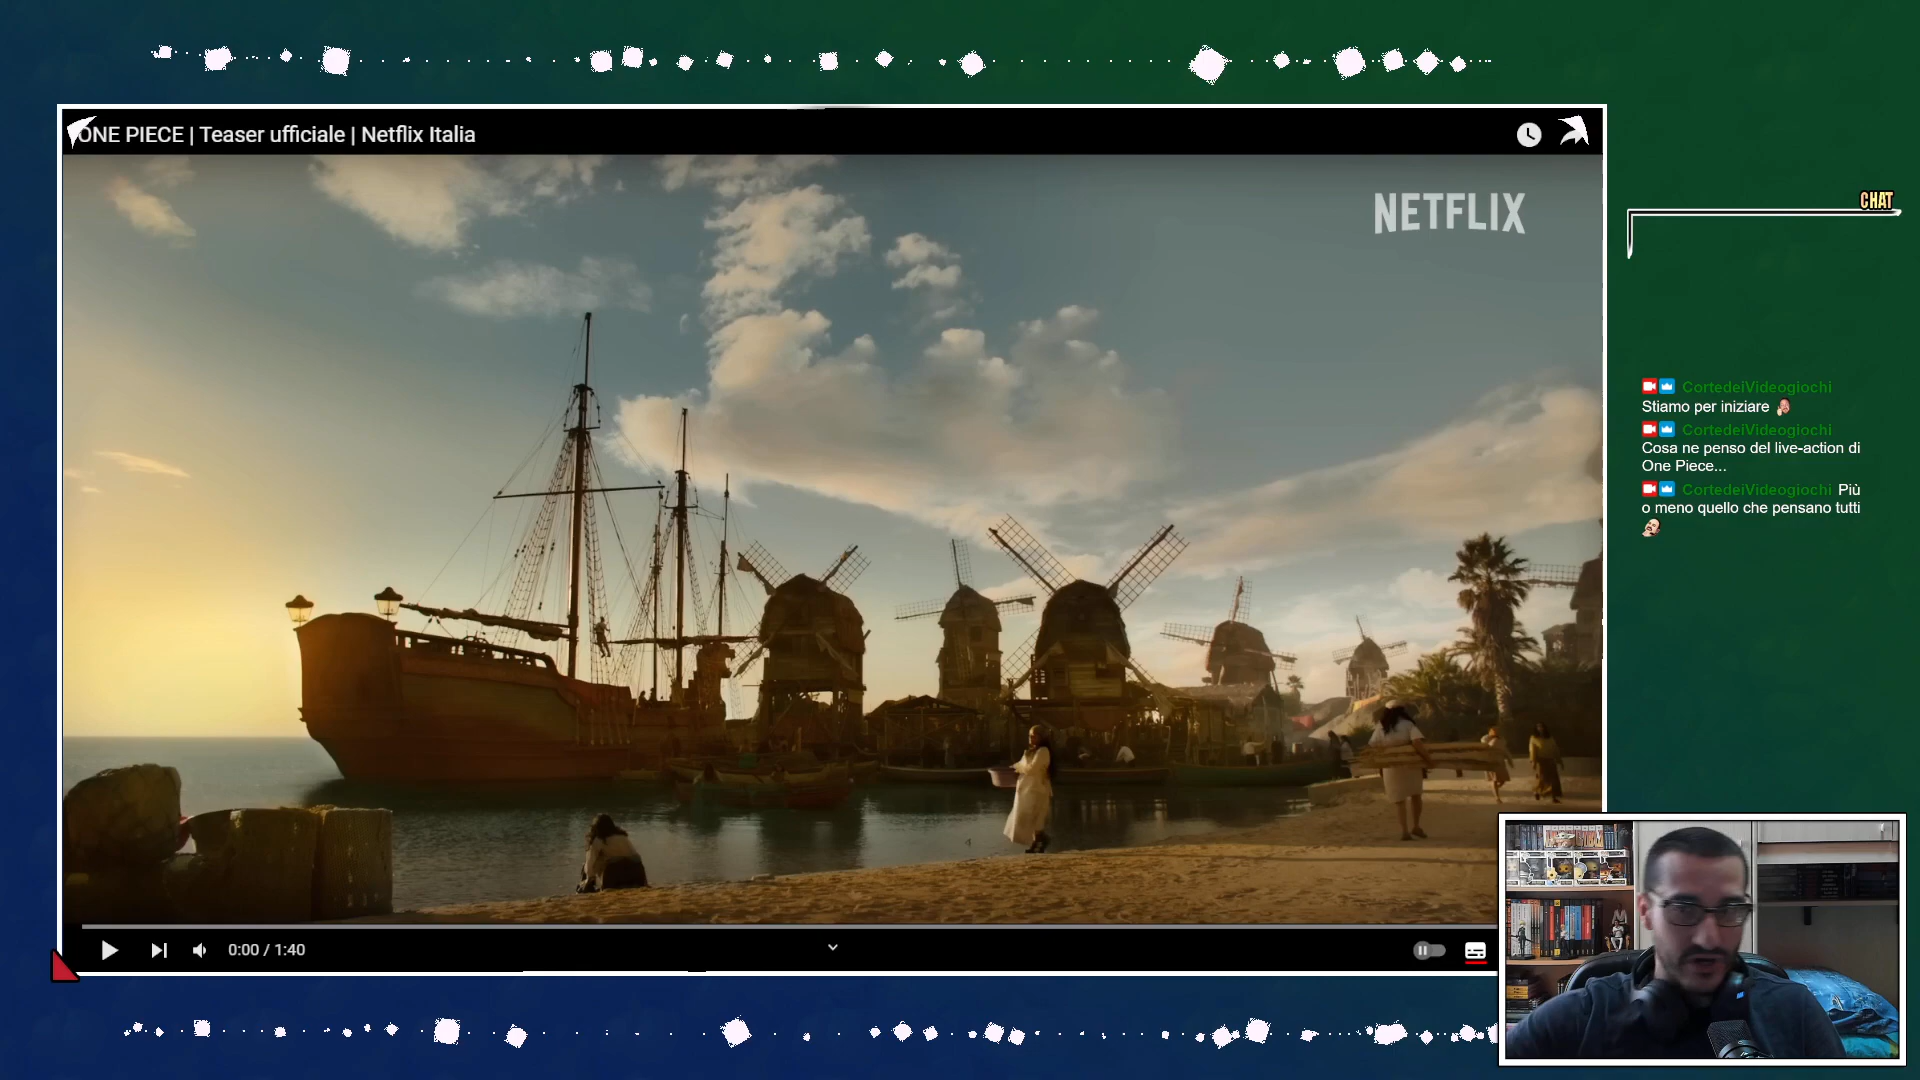 ONE PIECE | Teaser ufficiale | Netflix Italia
NETFLIX
CHAT
CortedeiVideogiochi
Stiamo per iniziare
CortedeiVideogiochi
Cosa ne penso del live-action di
One Piece...
CortedeiVideogiochi Più
o meno quello che pensano tutti
0:00 / 1:40